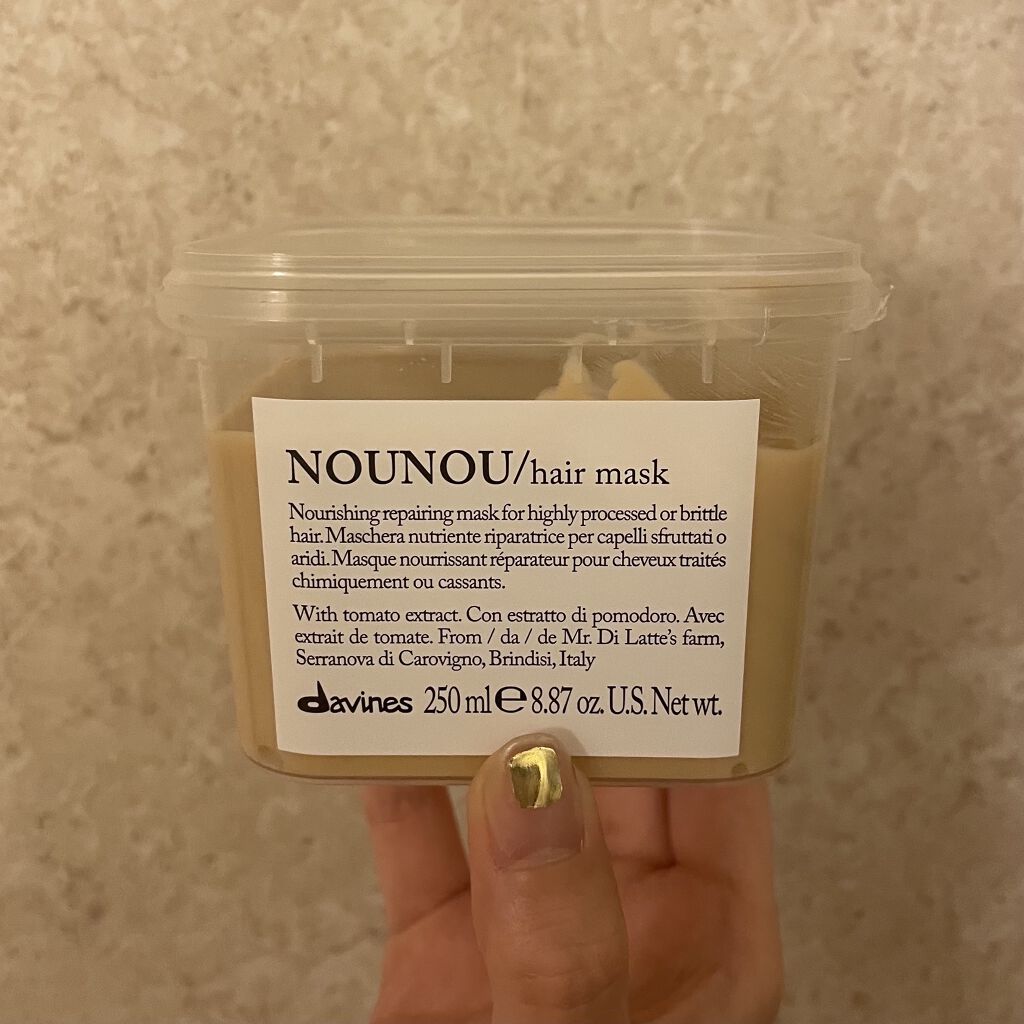 NOUNOU/hair mask
Nourishing repairing mask for highly processed or brittle
hair. Maschera nutriente riparatrice per capelli sfruttati o
aridi. Masque nourrissant réparateur pour cheveux traités
chimiquement ou cassants.
With tomato extract. Con estratto di pomodoro. Avec
extrait de tomate. From / da / de Mr. Di Latte's farm,
Serranova di Carovigno, Brindisi, Italy
davines 250 ml e 8.87 oz. U.S. Net wt.